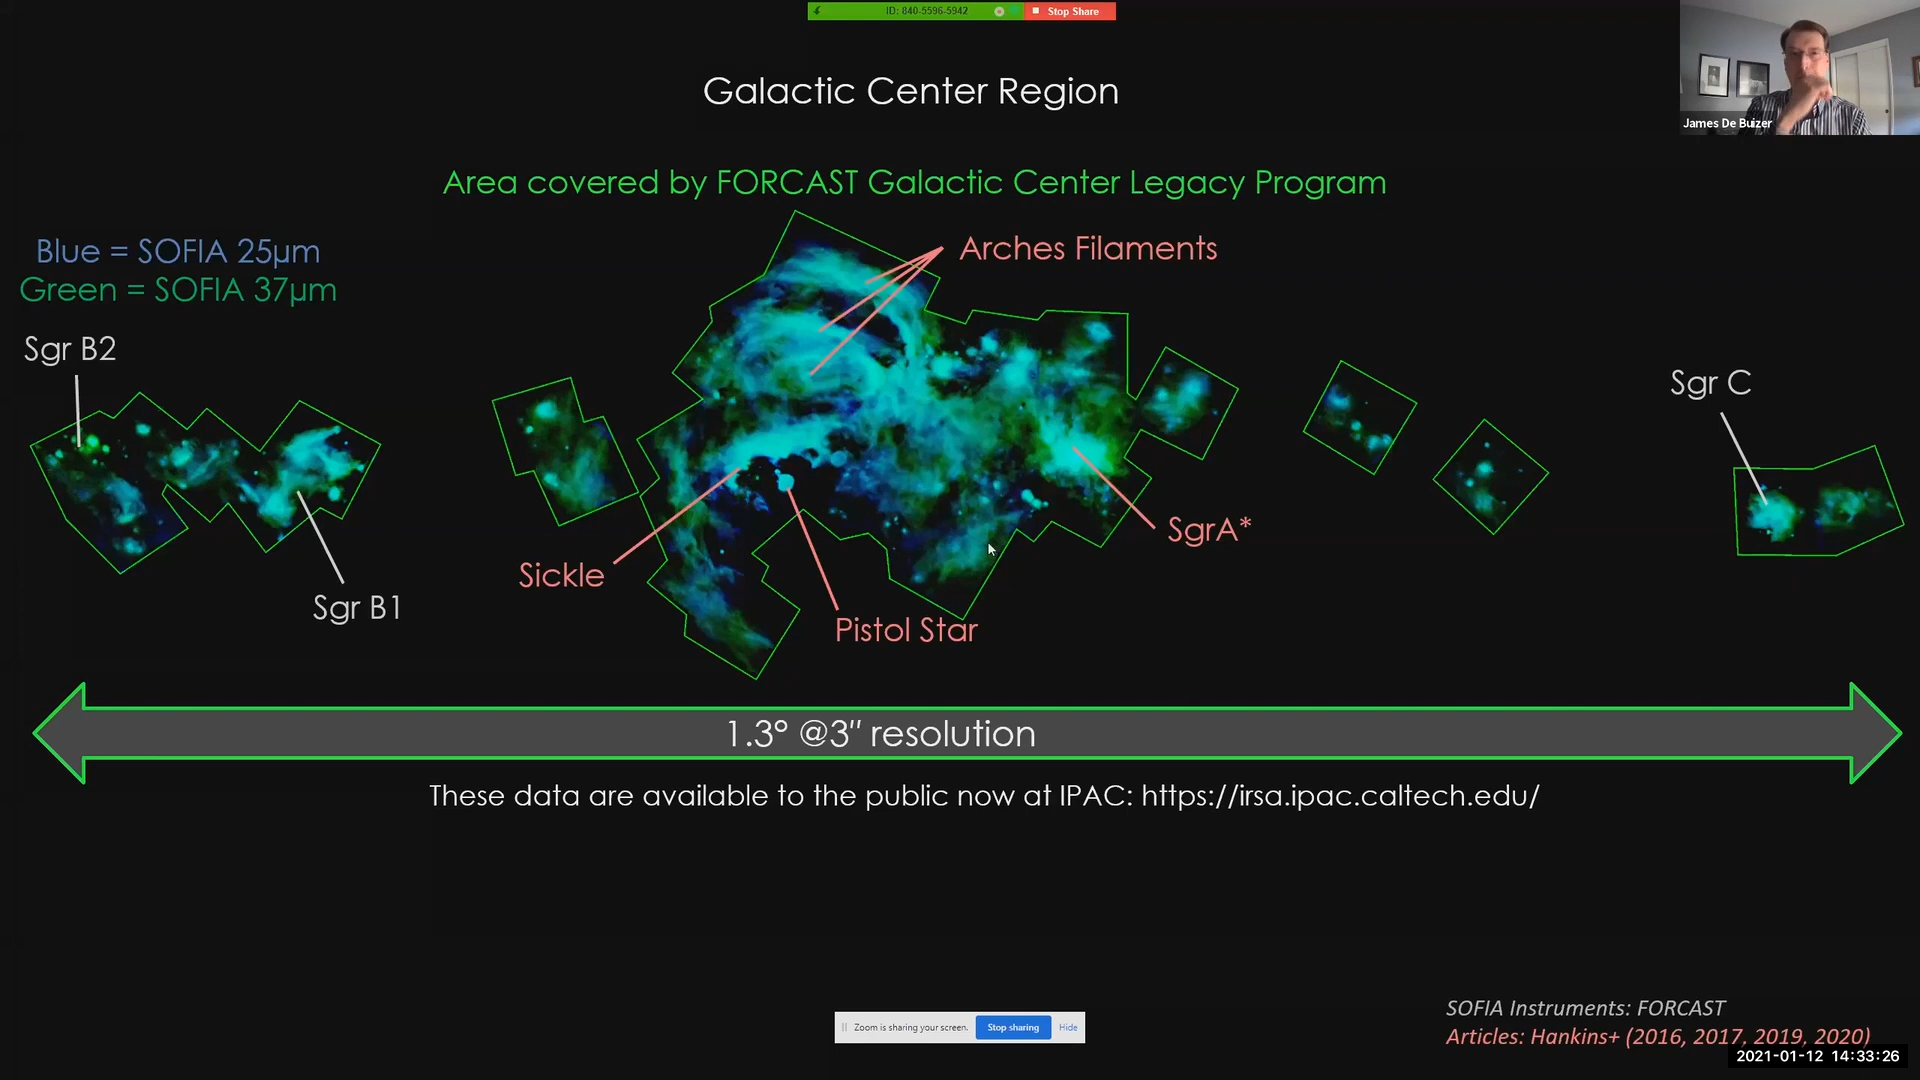 ID: 840-5596-5942
Stop Share
Galactic Center Region
James De Buizer
Area covered by FORCAST Galactic Center Legacy Program
Blue = SOFIA 25µm
Green = SOFIA 37µm
Arches Filaments
Sgr B2
Sgr C
SgrA*
Sickle
Sgr B1
Pistol Star
1.3° @3" resolution
These data are available to the public now at IPAC: https://irsa.ipac.caltech.edu/
SOFIA Instruments: FORCAST
Zoom is sharing your screen. Stop sharing Hide
Articles: Hankins+ (2016, 2017, 2019, 2020)
2021-01-12 14:33:26